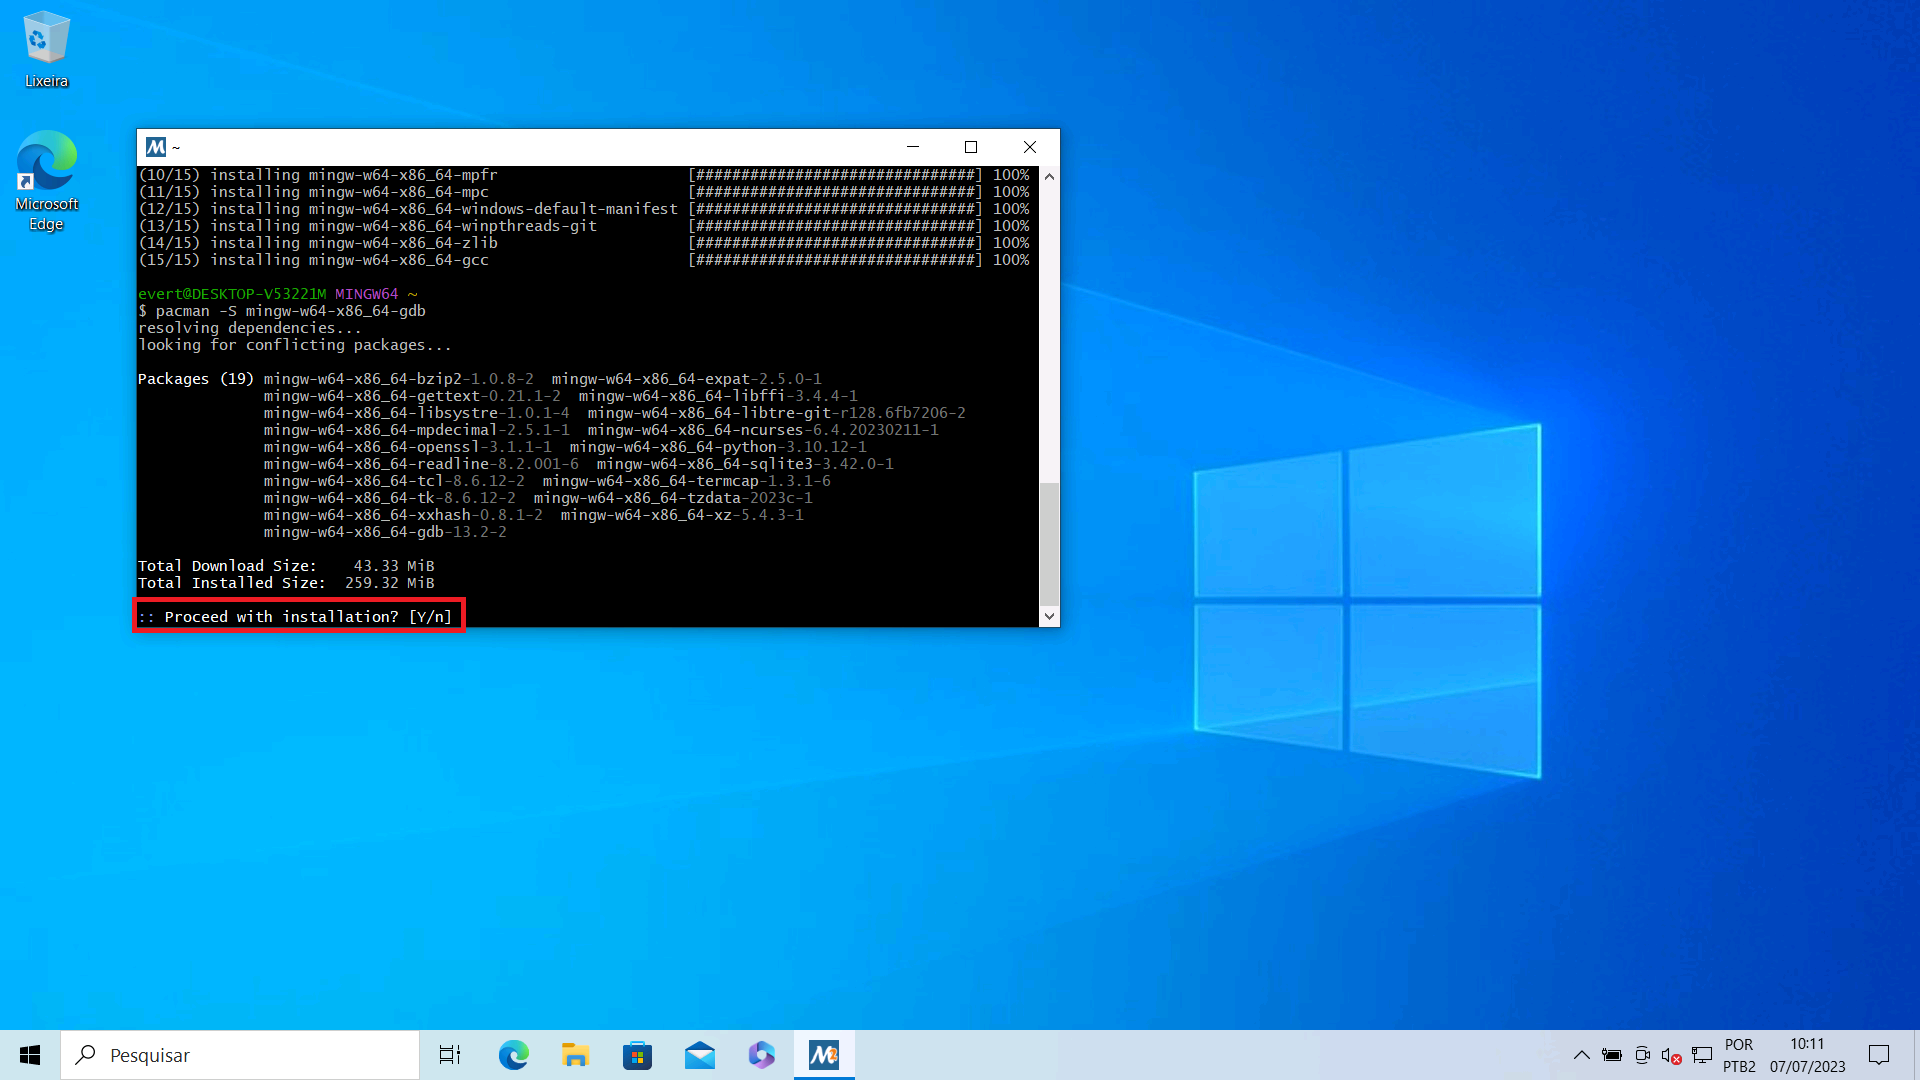 Lixeira
Microsoft
Edge
~
(10/15) installing mingw-w64-x86_64-mpfr [###############################] 100%
(11/15) installing mingw-w64-x86_64-mpc [###############################] 100%
(12/15) installing mingw-w64-x86_64-windows-default-manifest [###############################] 100%
(13/15) installing mingw-w64-x86_64-winpthreads-git [###############################] 100%
(14/15) installing mingw-w64-x86_64-zlib [###############################] 100%
(15/15) installing mingw-w64-x86_64-gcc [###############################] 100%
evert@DESKTOP-V53221M MINGW64 ~
$ pacman -S mingw-w64-x86_64-gdb
resolving dependencies...
looking for conflicting packages...
Packages (19) mingw-w64-x86_64-bzip2-1.0.8-2 mingw-w64-x86_64-expat-2.5.0-1
mingw-w64-x86_64-gettext-0.21.1-2 mingw-w64-x86_64-libffi-3.4.4-1
mingw-w64-x86_64-libsystre-1.0.1-4 mingw-w64-x86_64-libtre-git-r128.6fb7206-2
mingw-w64-x86_64-mpdecimal-2.5.1-1 mingw-w64-x86_64-ncurses-6.4.20230211-1
mingw-w64-x86_64-openssl-3.1.1-1 mingw-w64-x86_64-python-3.10.12-1
mingw-w64-x86_64-readline-8.2.001-6 mingw-w64-x86_64-sqlite3-3.42.0-1
mingw-w64-x86_64-tcl-8.6.12-2 mingw-w64-x86_64-termcap-1.3.1-6
mingw-w64-x86_64-tk-8.6.12-2 mingw-w64-x86_64-tzdata-2023c-1
mingw-w64-x86_64-xxhash-0.8.1-2 mingw-w64-x86_64-xz-5.4.3-1
mingw-w64-x86_64-gdb-13.2-2
Total Download Size: 43.33 MiB
Total Installed Size: 259.32 MiB
:: Proceed with installation? [Y/n]
Pesquisar
POR
PTB2
10:11
07/07/2023